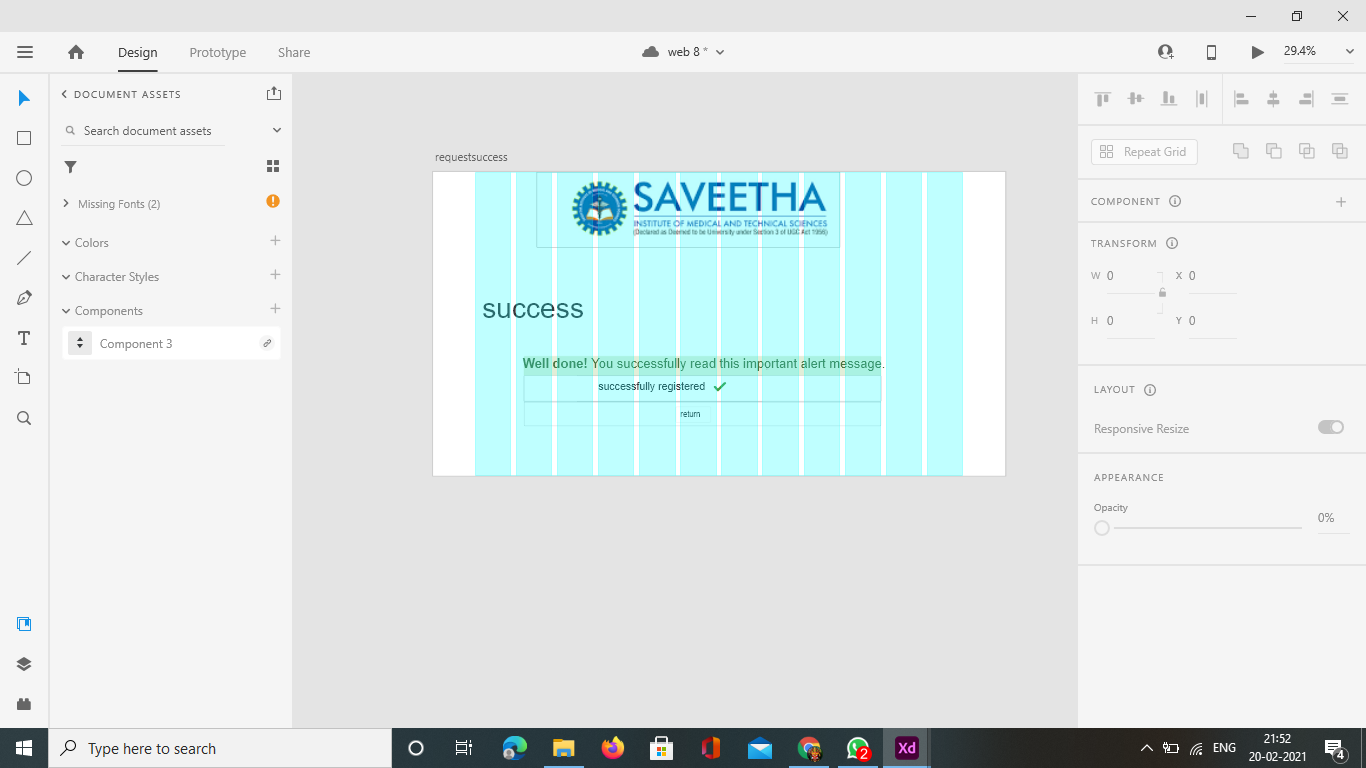 Design
Prototype
Share
web 8 *
29.4%
DOCUMENT ASSETS
Search document assets
Missing Fonts (2)
Colors
Character Styles
Components
Component 3
requestsuccess
SAVEETHA
INSTITUTE OF MEDICAL AND TECHNICAL SCIENCES
(Declared as Deemed to be University under Section 3 of UGC Act 1956)
success
Well done! You successfully read this important alert message.
successfully registered
return
Repeat Grid
COMPONENT
TRANSFORM
W 0 X 0
H 0 Y 0
LAYOUT
Responsive Resize
APPEARANCE
Opacity
0%
Type here to search
2
Xd
ENG
21:52
20-02-2021
4